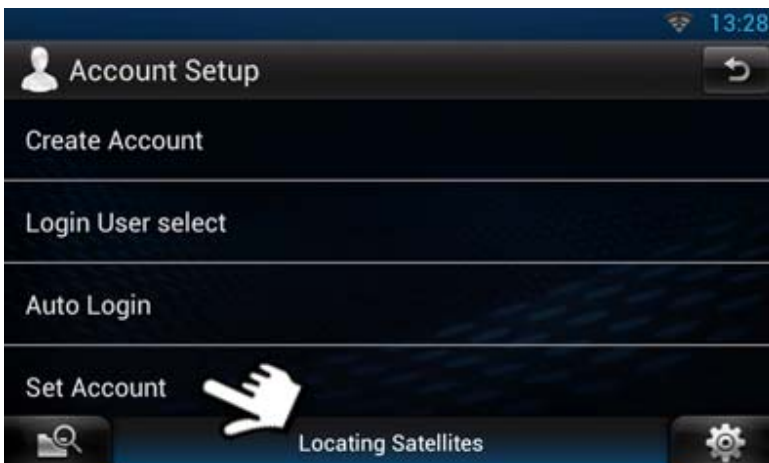 13:28
Account Setup
Create Account
Login User select
Auto Login
Set Account
Locating Satellites